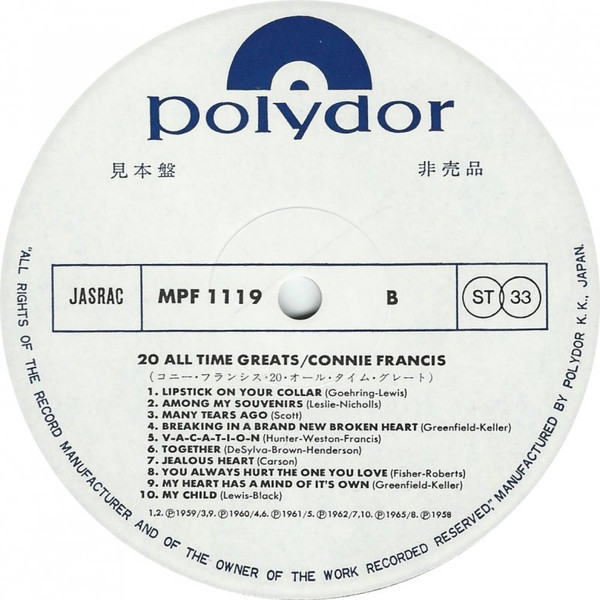 polydor
見本盤
非売品
JASRAC MPF 1119 B ST 33
20 ALL TIME GREATS/CONNIE FRANCIS
(コニー・フランシス・20・オール・タイム・グレート)
1. LIPSTICK ON YOUR COLLAR (Goehring-Lewis)
2. AMONG MY SOUVENIRS (Leslie-Nicholls)
3. MANY TEARS AGO (Scott)
4. BREAKING IN A BRAND NEW BROKEN HEART (Greenfield-Keller)
5. V-A-C-A-T-I-O-N (Hunter-Weston-Francis)
6. TOGETHER (DeSylva-Brown-Henderson)
7. JEALOUS HEART (Carson)
8. YOU ALWAYS HURT THE ONE YOU LOVE (Fisher-Roberts)
9. MY HEART HAS A MIND OF IT'S OWN (Greenfield-Keller)
10. MY CHILD (Lewis-Black)
1,2. Ⓟ1959/3,9. Ⓟ1960/4,6. Ⓟ1961/5. Ⓟ1962/7,10. Ⓟ1965/8. Ⓟ1958
"ALL RIGHTS OF THE RECORD MANUFACTURER AND OF THE OWNER OF THE WORK RECORDED RESERVED," MANUFACTURED BY POLYDOR K.K., JAPAN.